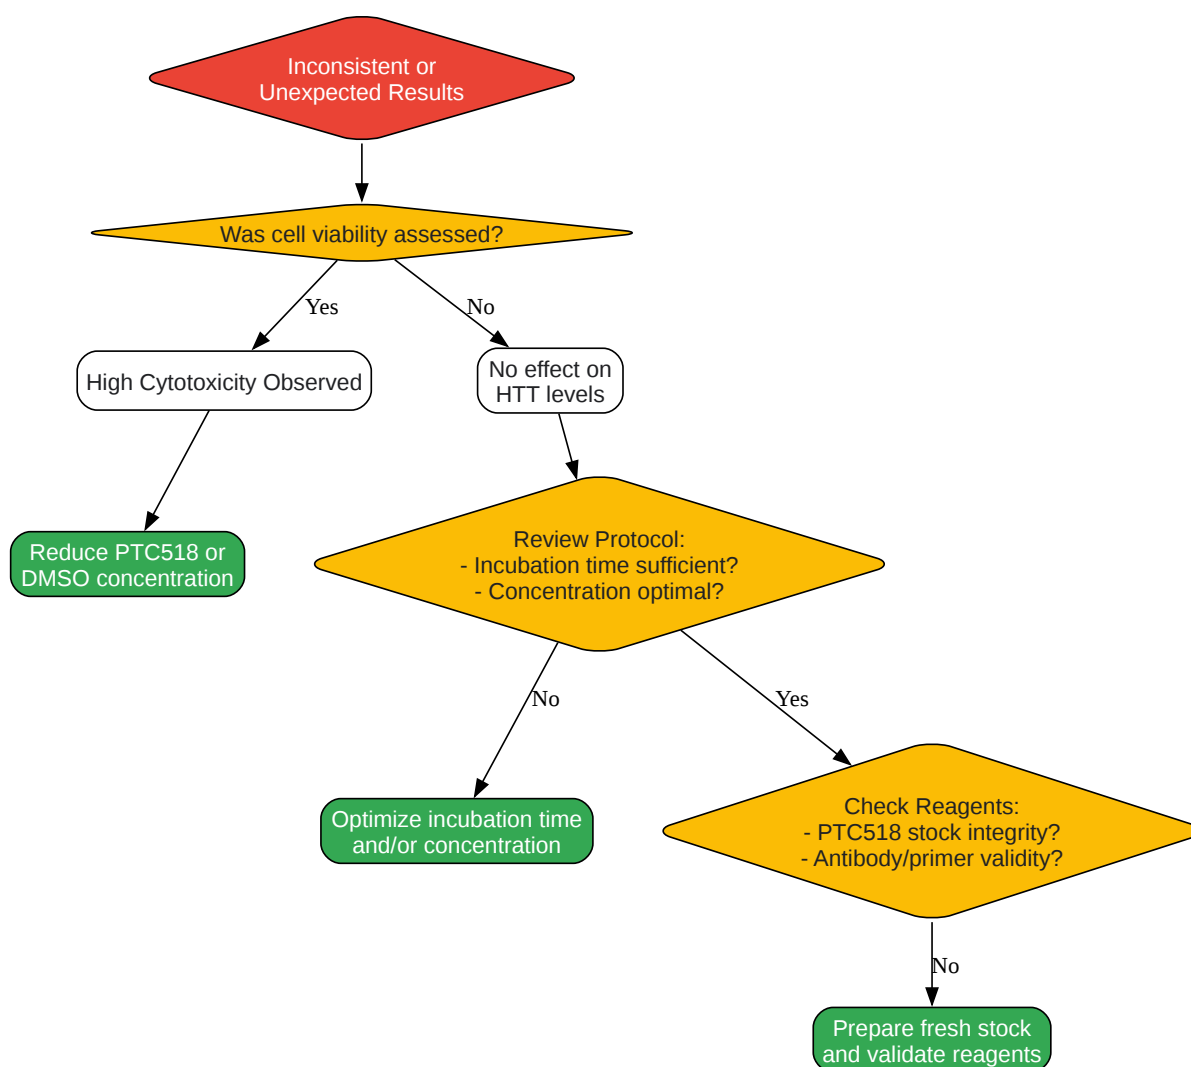 Inconsistent or
Unexpected Results
Was cell viability assessed?
Yes
No
High Cytotoxicity Observed
No effect on
HTT levels
Reduce PTC518 or
DMSO concentration
Review Protocol:
- Incubation time sufficient?
- Concentration optimal?
No
Yes
Optimize incubation time
and/or concentration
Check Reagents:
- PTC518 stock integrity?
- Antibody/primer validity?
No
Prepare fresh stock
and validate reagents